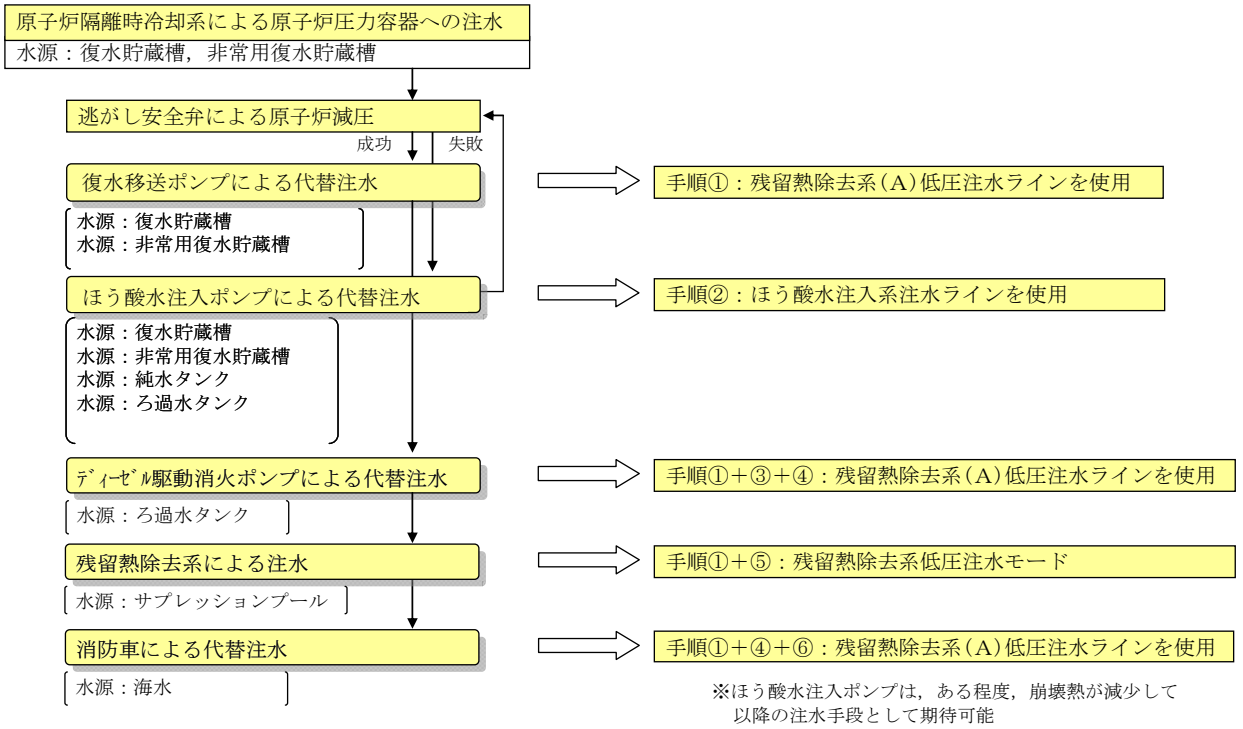 原子炉隔離時冷却系による原子炉圧力容器への注水
水源：復水貯蔵槽，非常用復水貯蔵槽
逃がし安全弁による原子炉減圧
成功
失敗
復水移送ポンプによる代替注水
手順①：残留熱除去系(A)低圧注水ラインを使用
水源：復水貯蔵槽
水源：非常用復水貯蔵槽
ほう酸水注入ポンプによる代替注水
手順②：ほう酸水注入系注水ラインを使用
水源：復水貯蔵槽
水源：非常用復水貯蔵槽
水源：純水タンク
水源：ろ過水タンク
ﾃﾞｨｰｾﾞﾙ駆動消火ポンプによる代替注水
手順①＋③＋④：残留熱除去系(A)低圧注水ラインを使用
水源：ろ過水タンク
残留熱除去系による注水
手順①＋⑤：残留熱除去系低圧注水モード
水源：サプレッションプール
消防車による代替注水
手順①＋④＋⑥：残留熱除去系(A)低圧注水ラインを使用
水源：海水
※ほう酸水注入ポンプは，ある程度，崩壊熱が減少して
以降の注水手段として期待可能